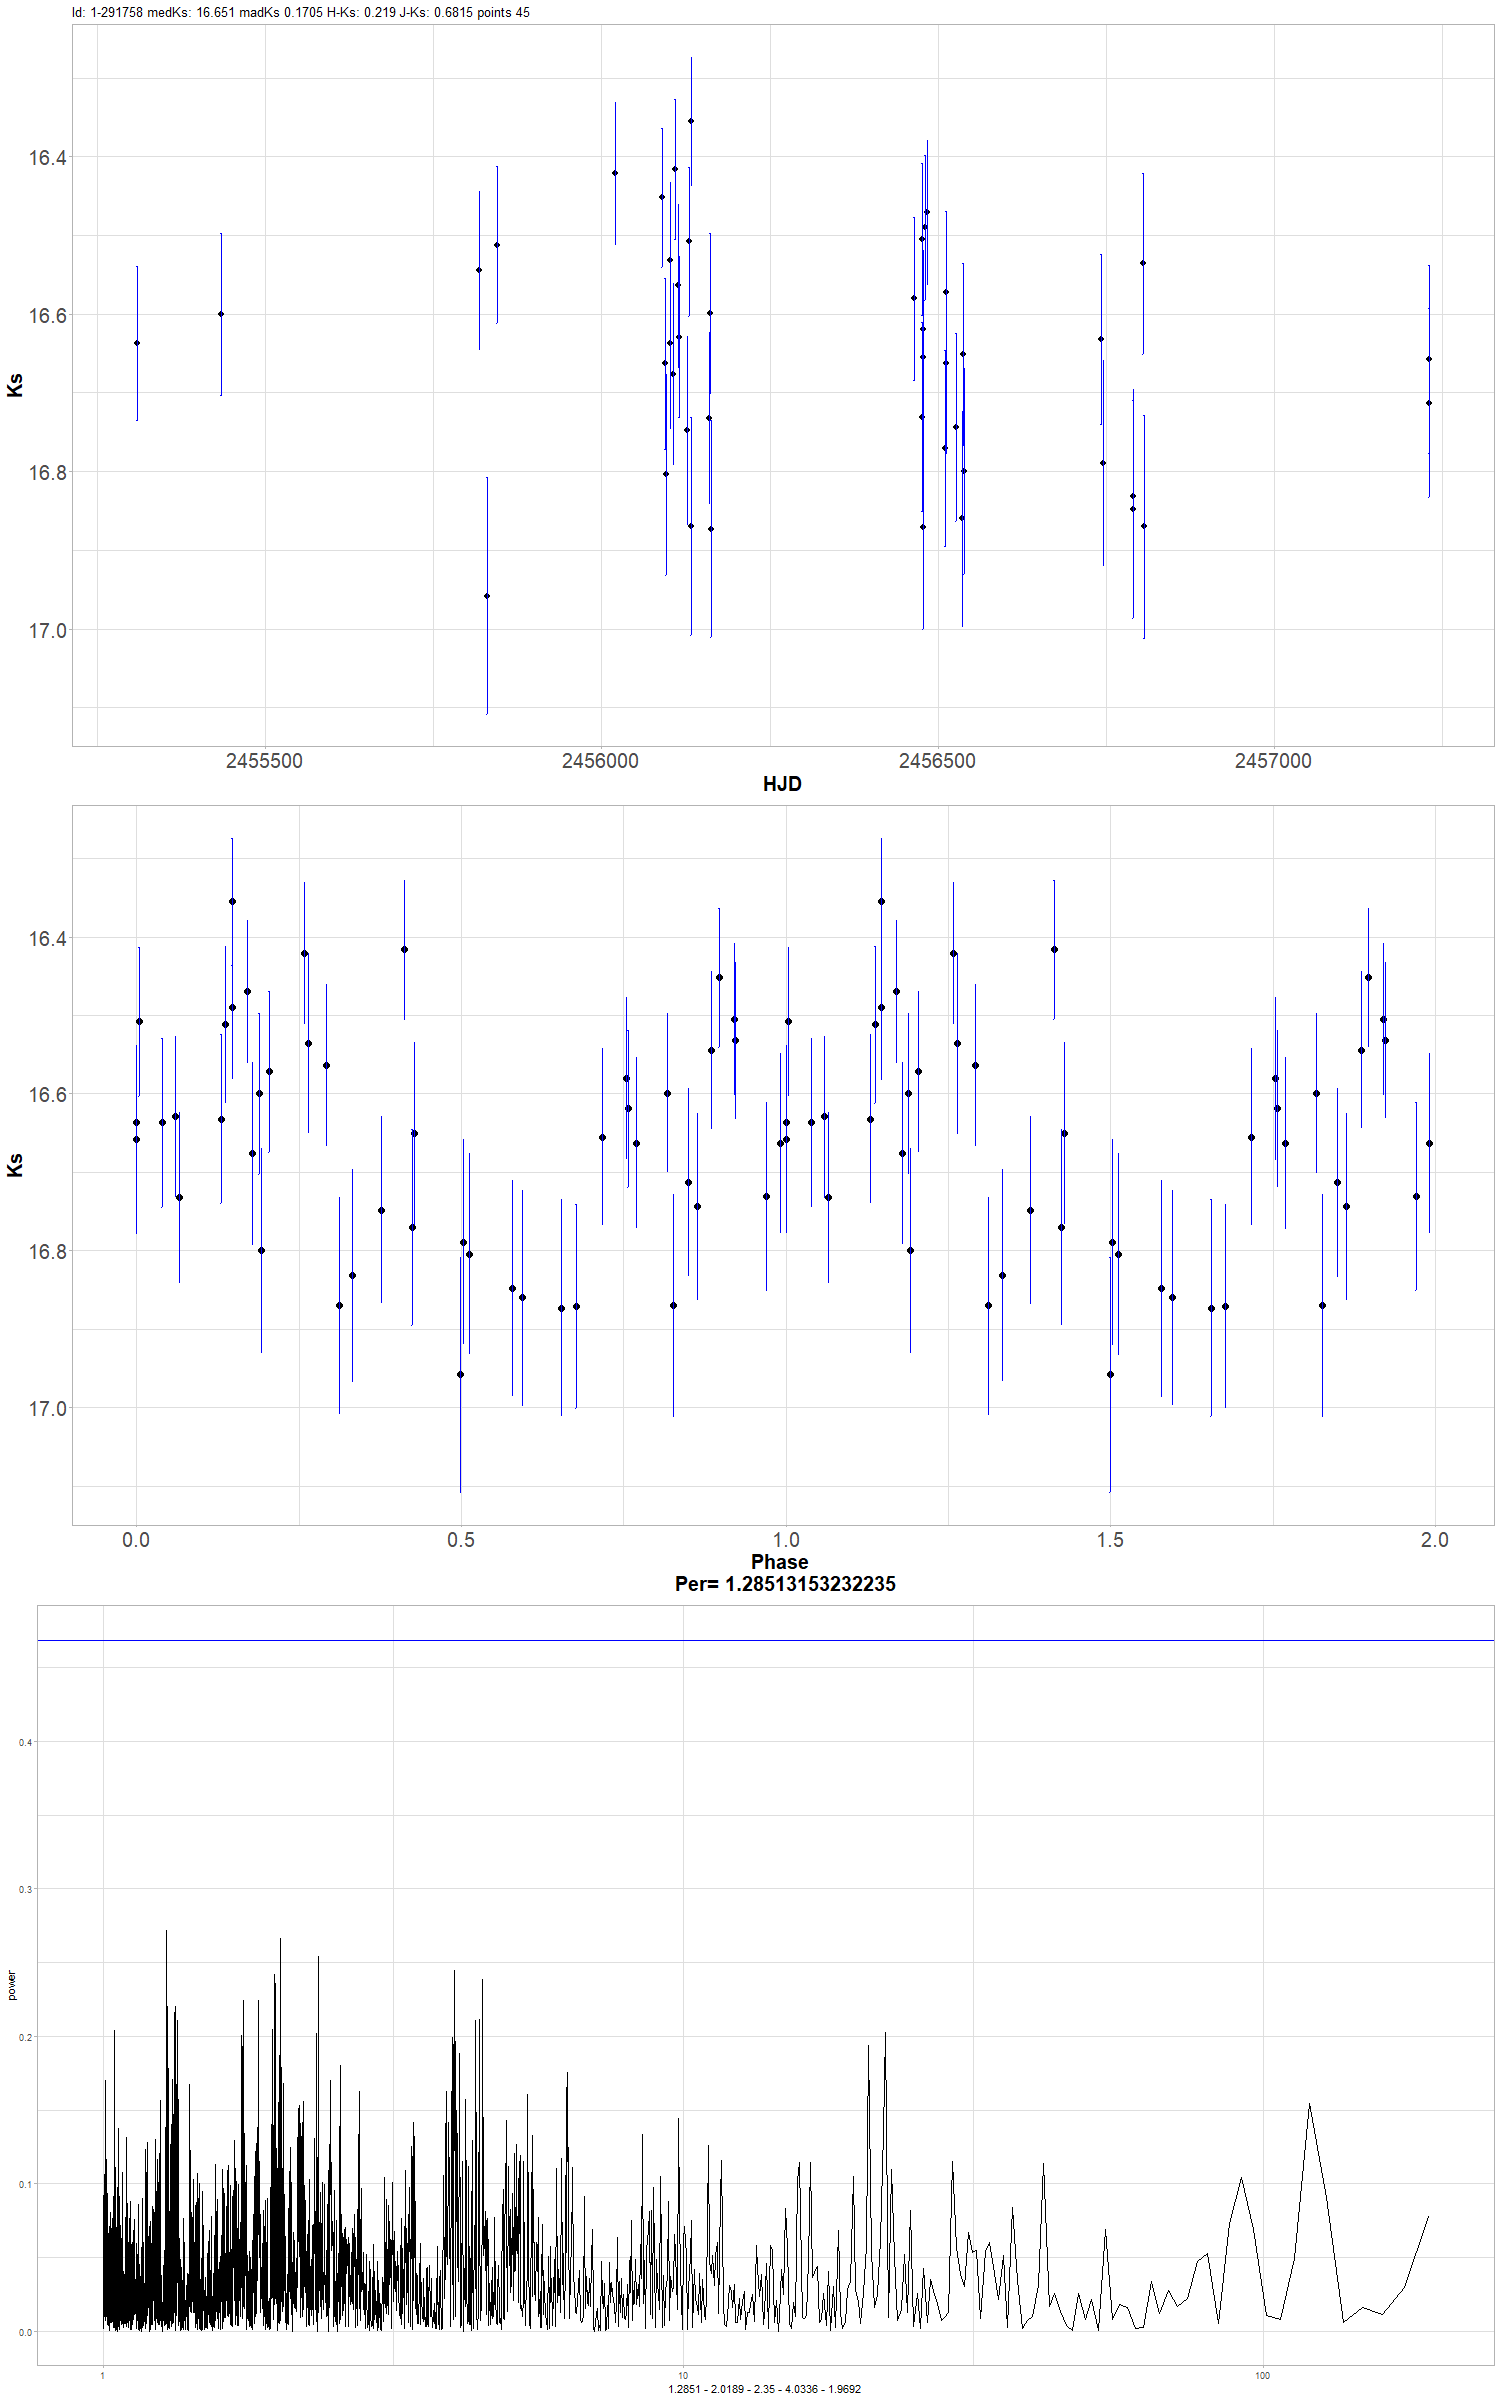 Id: 1-291758 medKs: 16.651 madKs 0.1705 H-Ks: 0.219 J-Ks: 0.6815 points 45
16.4
16.6
16.8
17.0
Ks
2455500 2456000 2456500 2457000
HJD
16.4
16.6
16.8
17.0
Ks
0.0 0.5 1.0 1.5 2.0
Phase
Per= 1.28513153232235
0.4
0.3
0.2
0.1
0.0
power
1 10 100
1.2851 - 2.0189 - 2.35 - 4.0336 - 1.9692